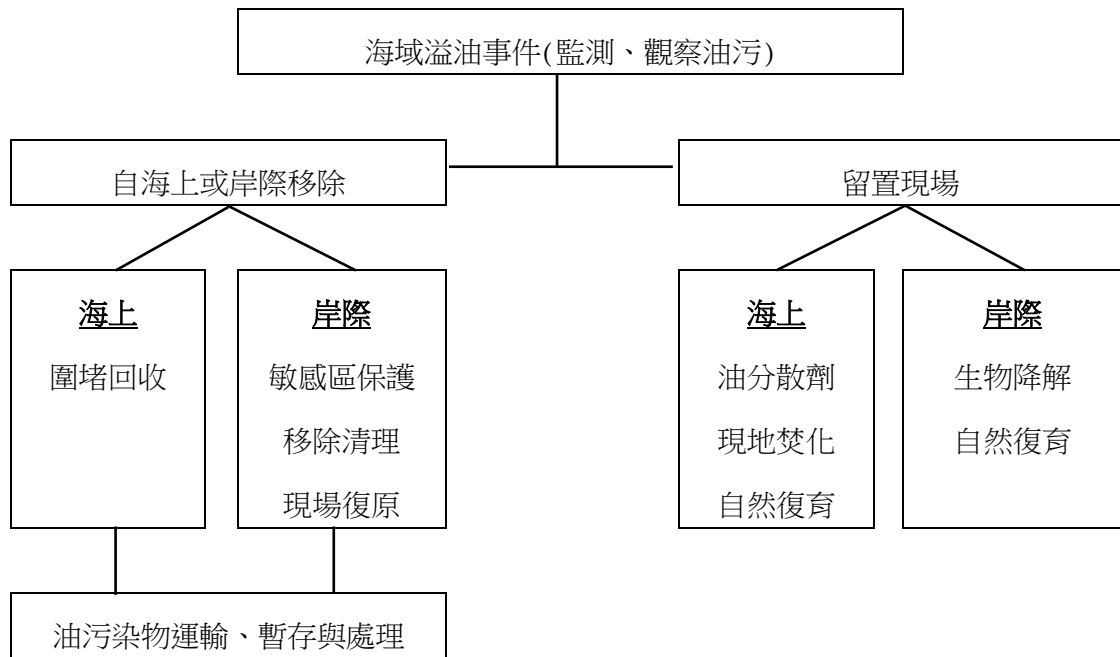 海域溢油事件(監測、觀察油污)
自海上或岸際移除
留置現場
海上
圍堵回收
岸際
敏感區保護
移除清理
現場復原
海上
油分散劑
現地焚化
自然復育
岸際
生物降解
自然復育
油污染物運輸、暫存與處理